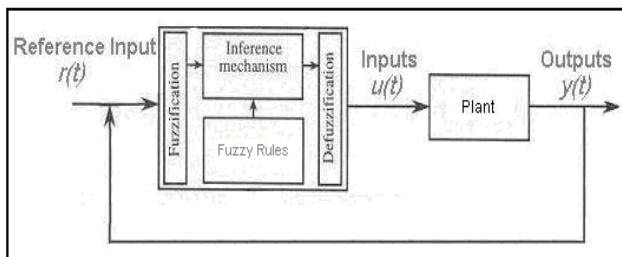 Reference Input
r(t)
Fuzzification
Inference
mechanism
Fuzzy Rules
Defuzzification
Inputs
u(t)
Plant
Outputs
y(t)